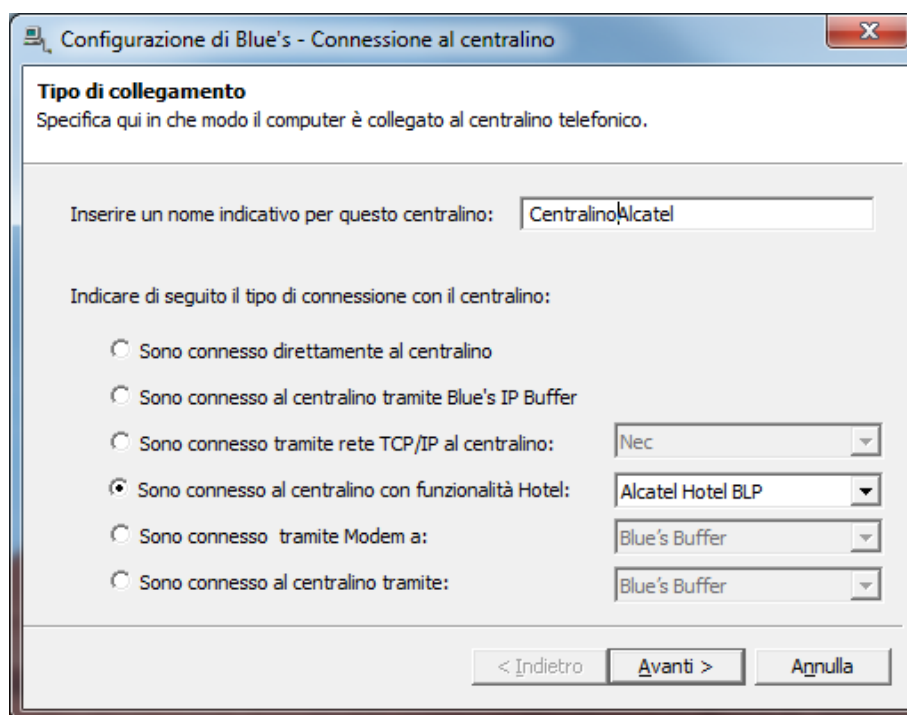 Configurazione di Blue's - Connessione al centralino
Tipo di collegamento
Specifica qui in che modo il computer è collegato al centralino telefonico.
Inserire un nome indicativo per questo centralino: CentralinoAlcatel
Indicare di seguito il tipo di connessione con il centralino:
Sono connesso direttamente al centralino
Sono connesso al centralino tramite Blue's IP Buffer
Sono connesso tramite rete TCP/IP al centralino: Nec
Sono connesso al centralino con funzionalità Hotel: Alcatel Hotel BLP
Sono connesso  tramite Modem a: Blue's Buffer
Sono connesso al centralino tramite: Blue's Buffer
< Indietro Avanti > Annulla